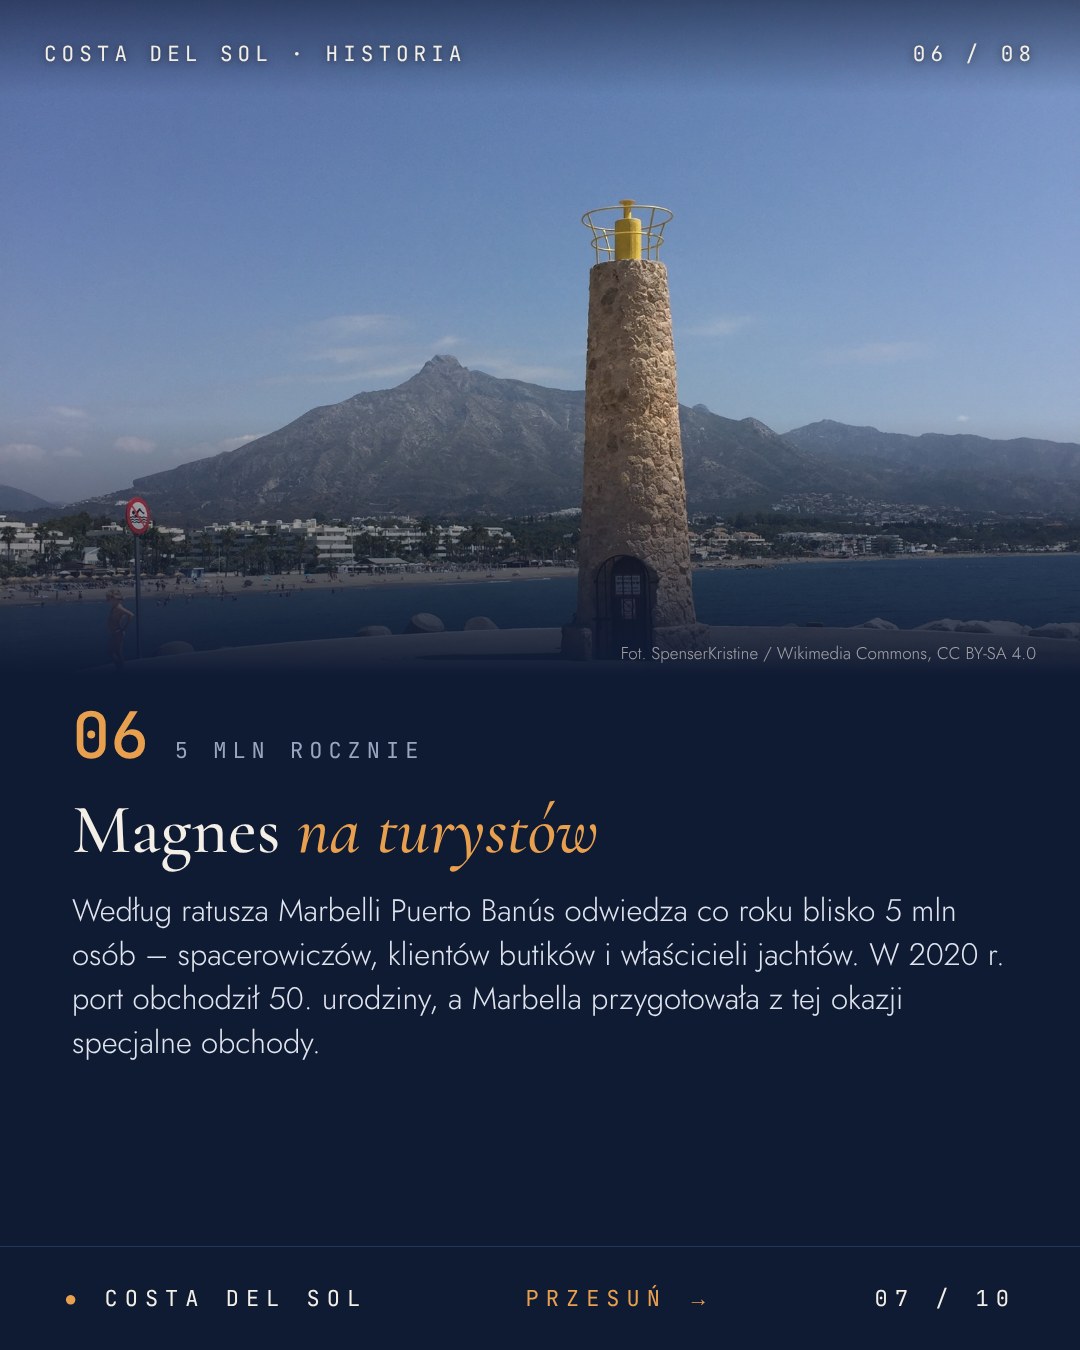 COSTA DEL SOL · HISTORIA
06 / 08
Fot. SpenserKristine / Wikimedia Commons, CC BY-SA 4.0
06 5 MLN ROCZNIE
Magnes na turystów
Według ratusza Marbelli Puerto Banús odwiedza co roku blisko 5 mln
osób – spacerowiczów, klientów butików i właścicieli jachtów. W 2020 r.
port obchodził 50. urodziny, a Marbella przygotowała z tej okazji
specjalne obchody.
• COSTA DEL SOL
PRZESUŃ →
07 / 10